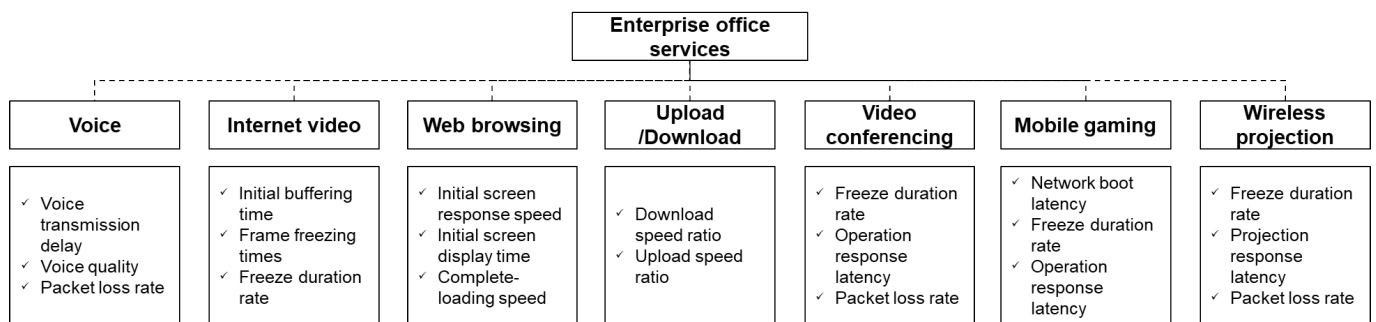 Enterprise office
services
Voice
Internet video
Web browsing
Upload
/Download
Video
conferencing
Mobile gaming
Wireless
projection
✓ Voice
transmission
delay
✓ Voice quality
✓ Packet loss rate
✓ Initial buffering
time
✓ Frame freezing
times
✓ Freeze duration
rate
✓ Initial screen
response speed
✓ Initial screen
display time
✓ Complete-
loading speed
✓ Download
speed ratio
✓ Upload speed
ratio
✓ Freeze duration
rate
✓ Operation
response
latency
✓ Packet loss rate
✓ Network boot
latency
✓ Freeze duration
rate
✓ Operation
response
latency
✓ Freeze duration
rate
✓ Projection
response
latency
✓ Packet loss rate